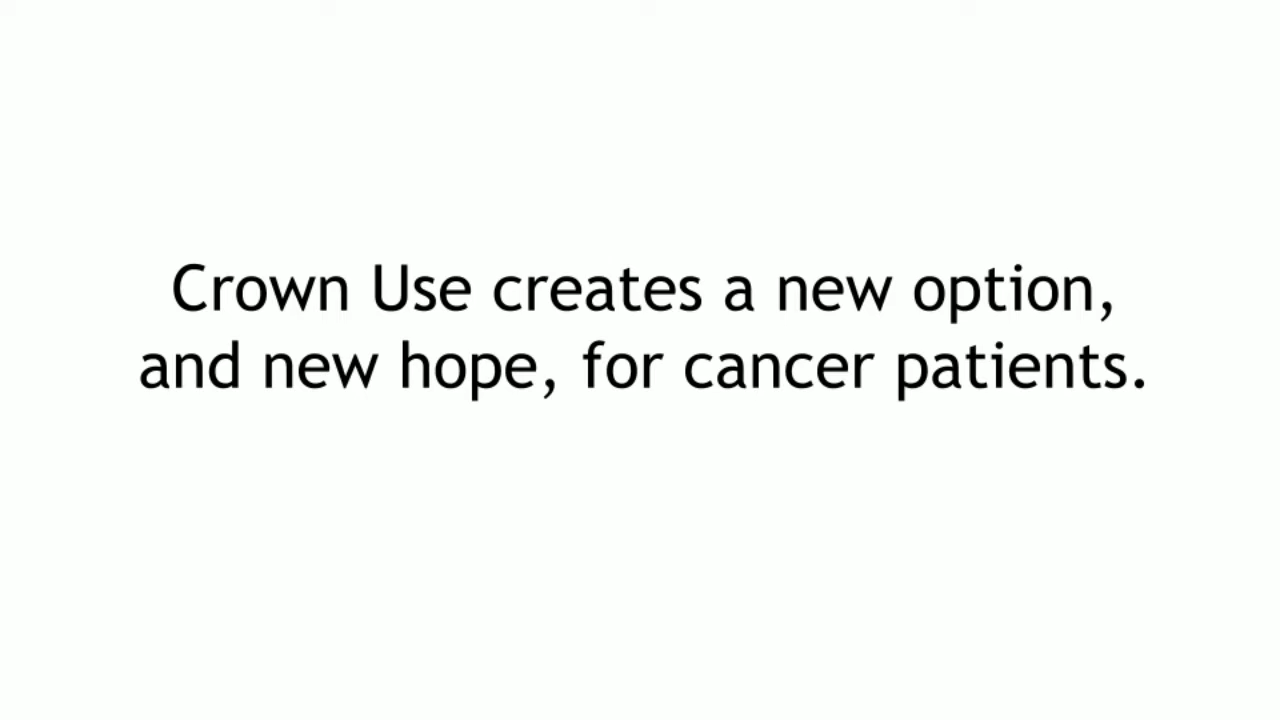 Crown Use creates a new option,
and new hope, for cancer patients.